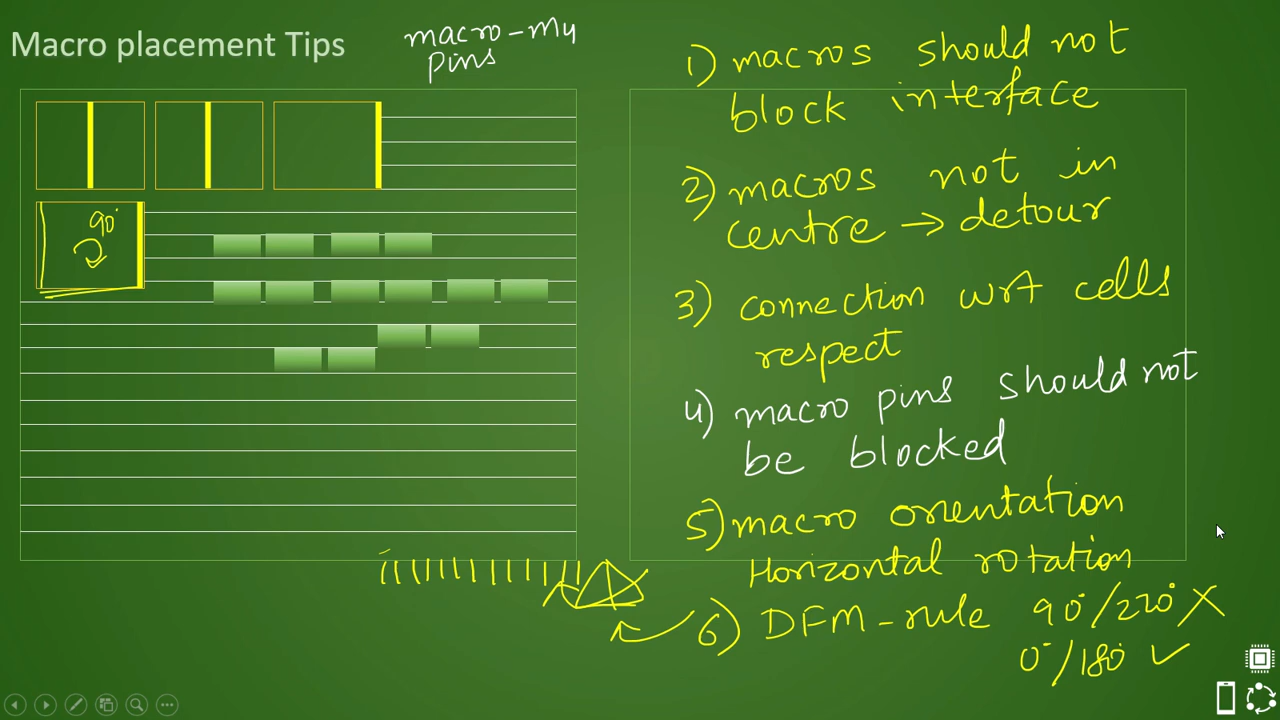 Macro placement Tips
macro - My
pins
90°
1) macros should not
block interface
2) macros not in
centre → detour
3) connection wrt cells
respect
4) macro pins should not
be blocked
5) macro orientation
Horizontal rotation
6) DFM - rule 90°/270° X
0°/180° ✓